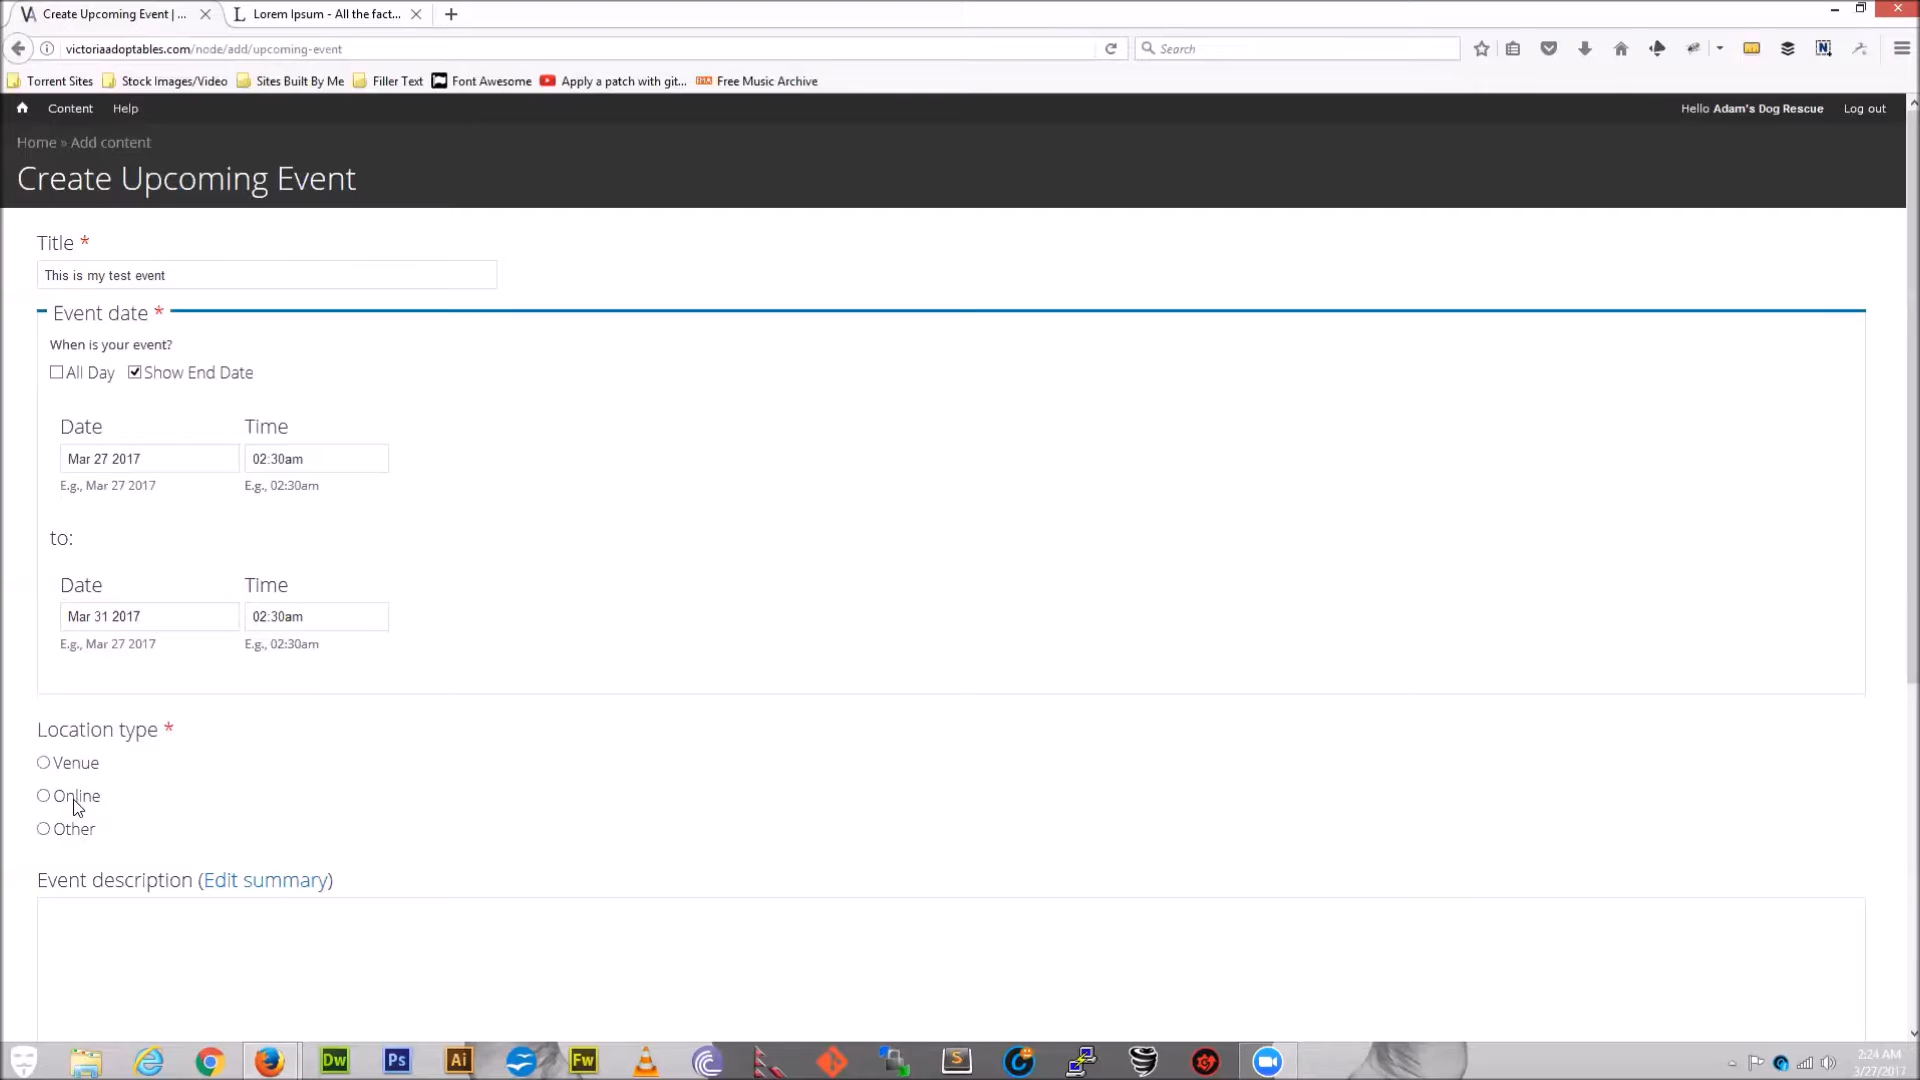 Create Upcoming Event | ...
Lorem Ipsum - All the fact...
victoriaadoptables.com/node/add/upcoming-event
Search
Torrent Sites
Stock Images/Video
Sites Built By Me
Filler Text
Font Awesome
Apply a patch with git...
Free Music Archive
Content
Help
Hello Adam's Dog Rescue
Log out
Home » Add content
Create Upcoming Event
Title *
This is my test event
Event date *
When is your event?
All Day
Show End Date
Date
Time
Mar 27 2017
02:30am
E.g., Mar 27 2017
E.g., 02:30am
to:
Date
Time
Mar 31 2017
02:30am
E.g., Mar 27 2017
E.g., 02:30am
Location type *
Venue
Online
Other
Event description (Edit summary)
Dw
Ps
Ai
Fw
S
2:24 AM
3/27/2017